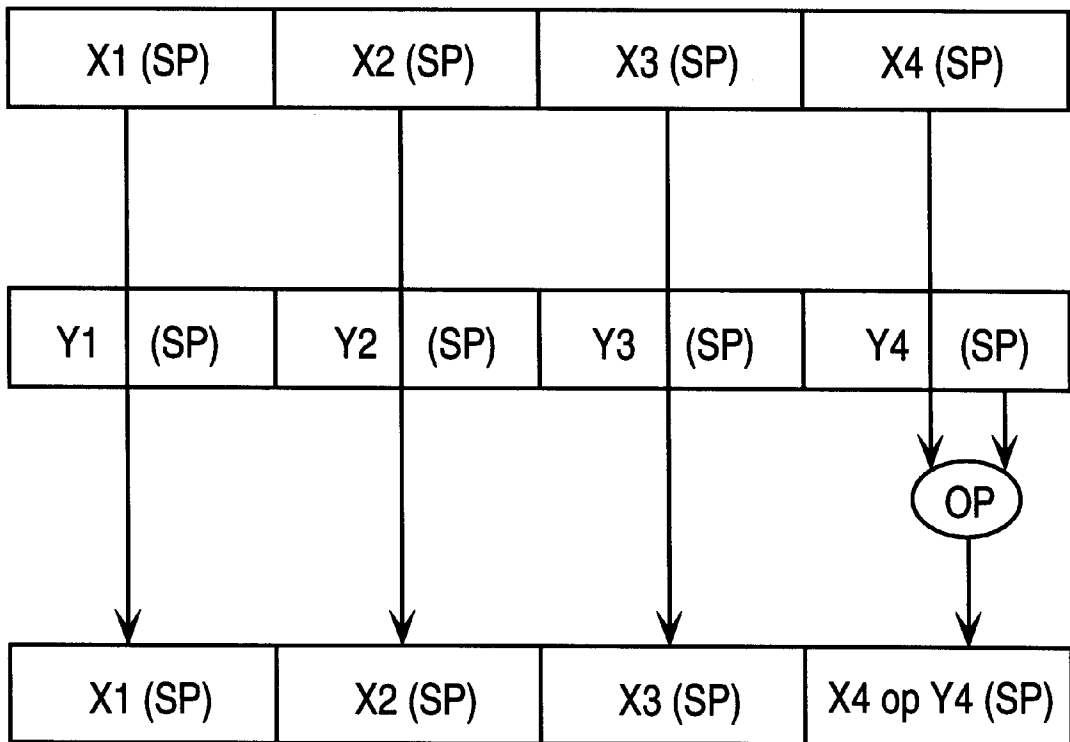 X1 (SP) X2 (SP) X3 (SP) X4 (SP)
Y1 (SP) Y2 (SP) Y3 (SP) Y4 (SP)
OP
X1 (SP) X2 (SP) X3 (SP) X4 op Y4 (SP)